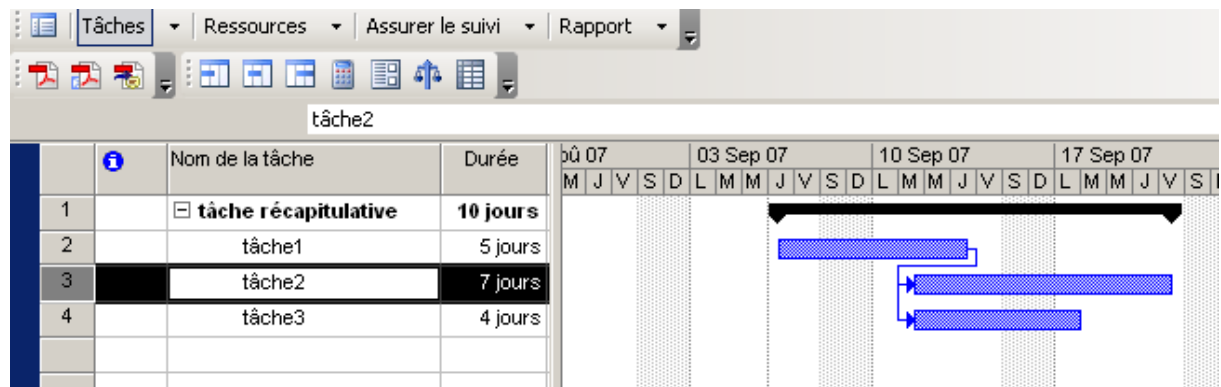 Tâches Ressources Assurer le suivi Rapport
tâche2
Nom de la tâche Durée oû 07 03 Sep 07 10 Sep 07 17 Sep 07
M J V S D L M M J V S D L M M J V S D L M M J V S
1 tâche récapitulative 10 jours
2 tâche1 5 jours
3 tâche2 7 jours
4 tâche3 4 jours